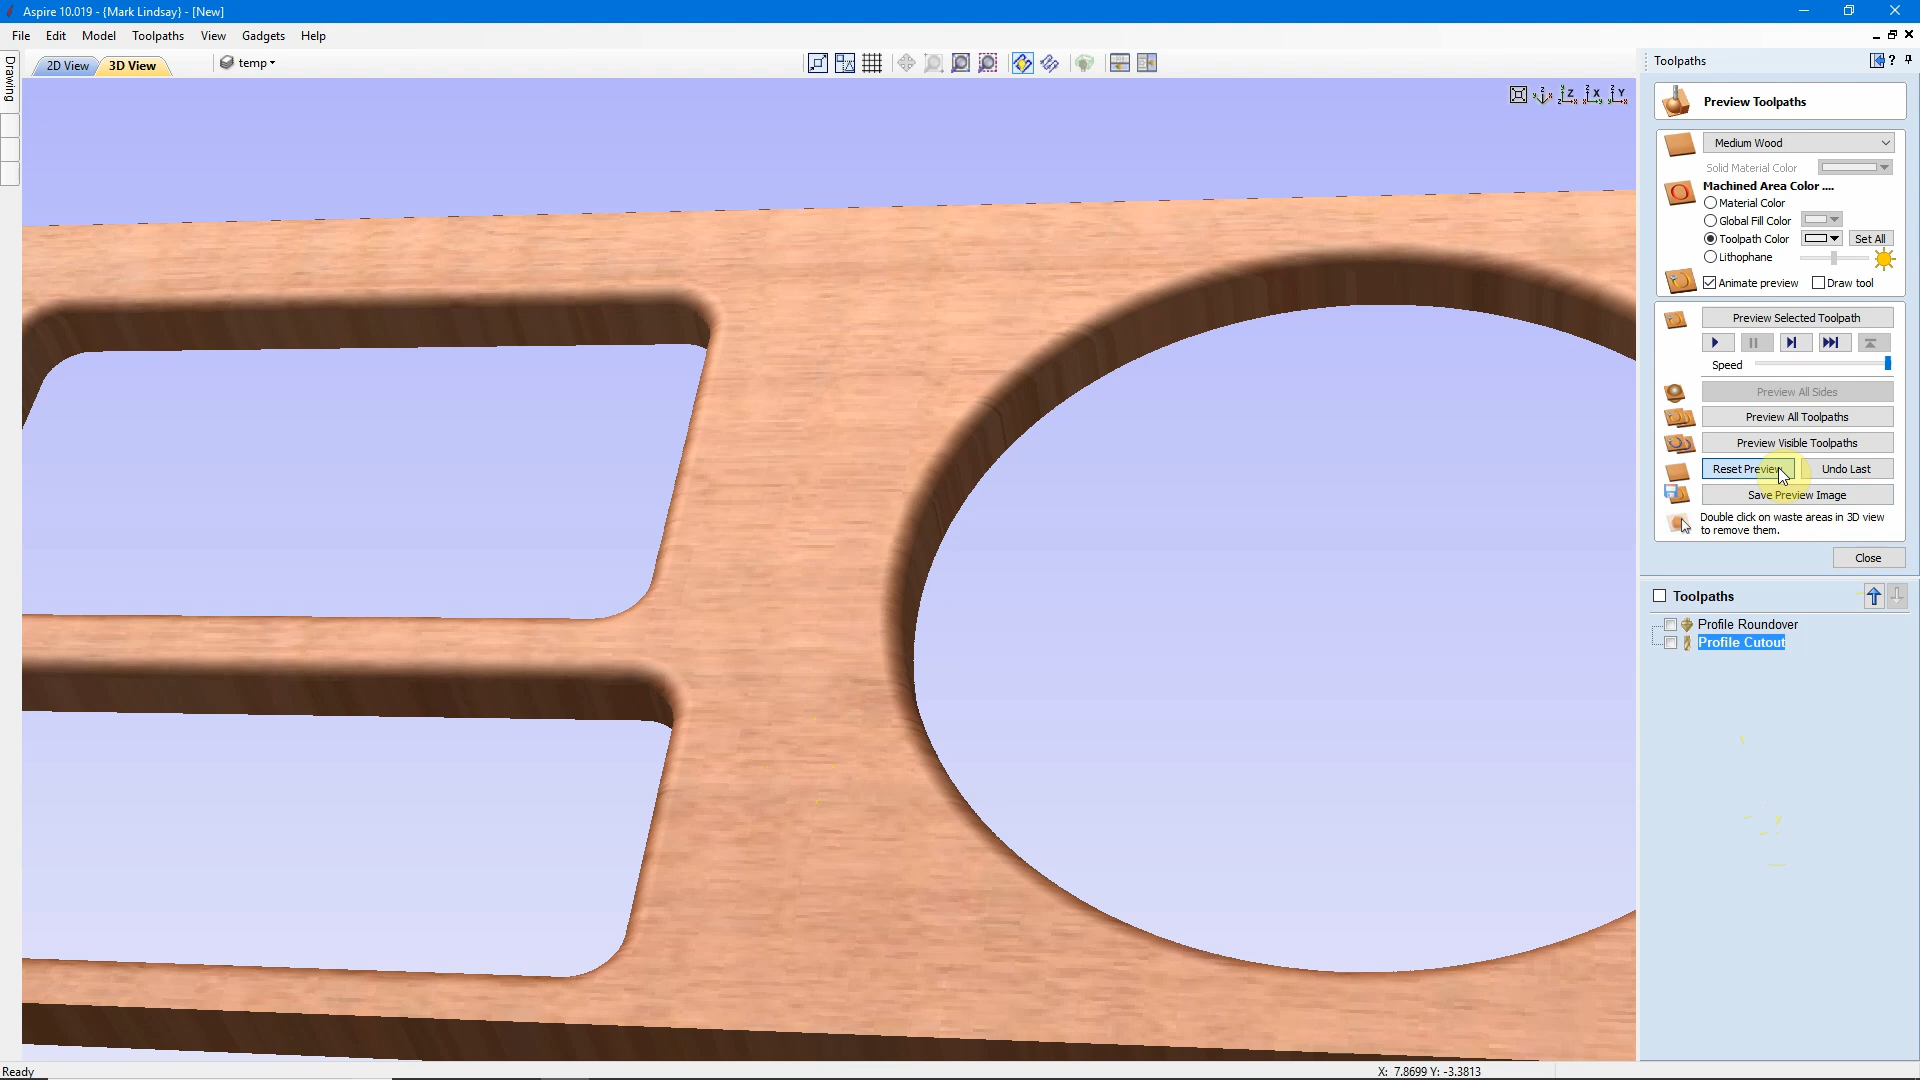 Aspire 10.019 - {Mark Lindsay} - [New]
File Edit Model Toolpaths View Gadgets Help
Drawing
2D View
3D View
temp
Toolpaths
Preview Toolpaths
Medium Wood
Solid Material Color
Machined Area Color ....
Material Color
Global Fill Color
Toolpath Color
Set All
Lithophane
Animate preview
Draw tool
Preview Selected Toolpath
Speed
Preview All Sides
Preview All Toolpaths
Preview Visible Toolpaths
Reset Preview
Undo Last
Save Preview Image
Double click on waste areas in 3D view
to remove them.
Close
Toolpaths
Profile Roundover
Profile Cutout
Ready
X: 7.8699 Y: -3.3813